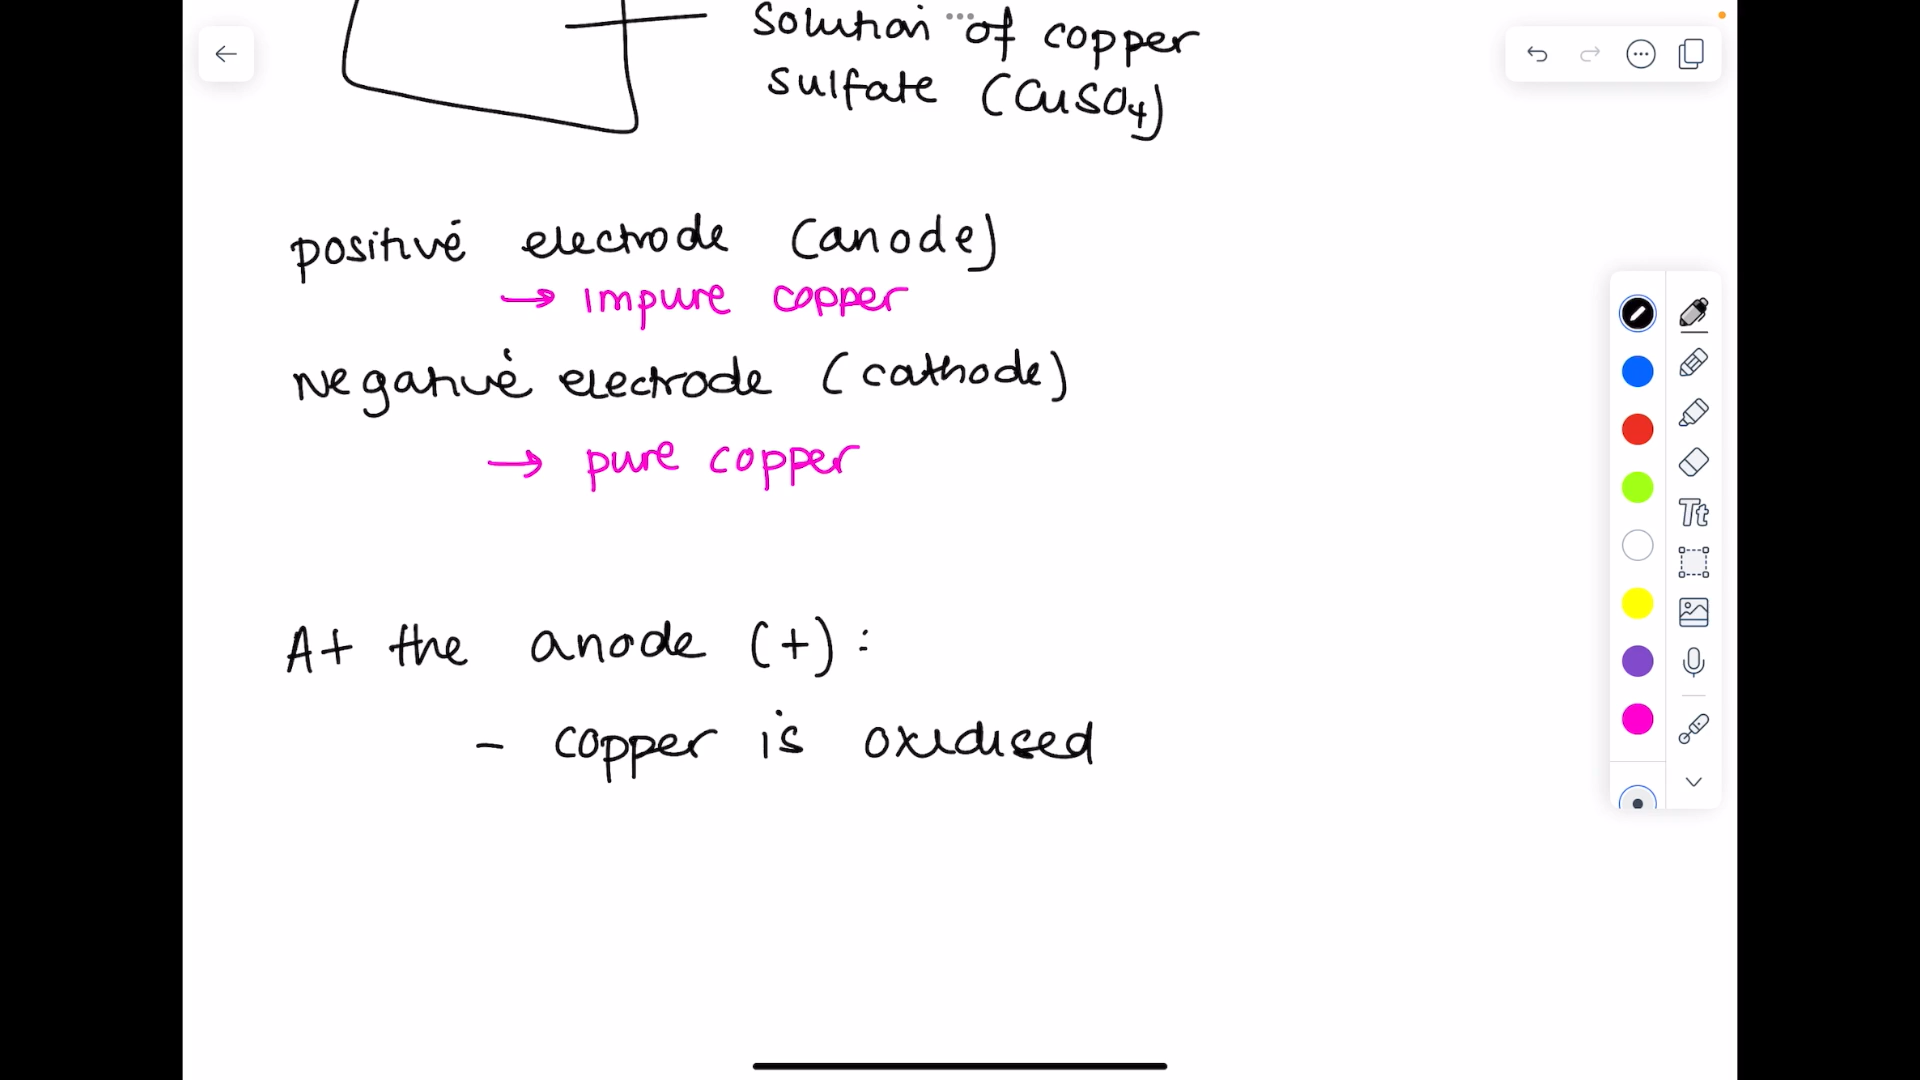 solution of copper
sulfate (CuSO4)
positive electrode (anode)
→ impure copper
negative electrode (cathode)
→ pure copper
Tt
At the anode (+):
- copper is oxidised